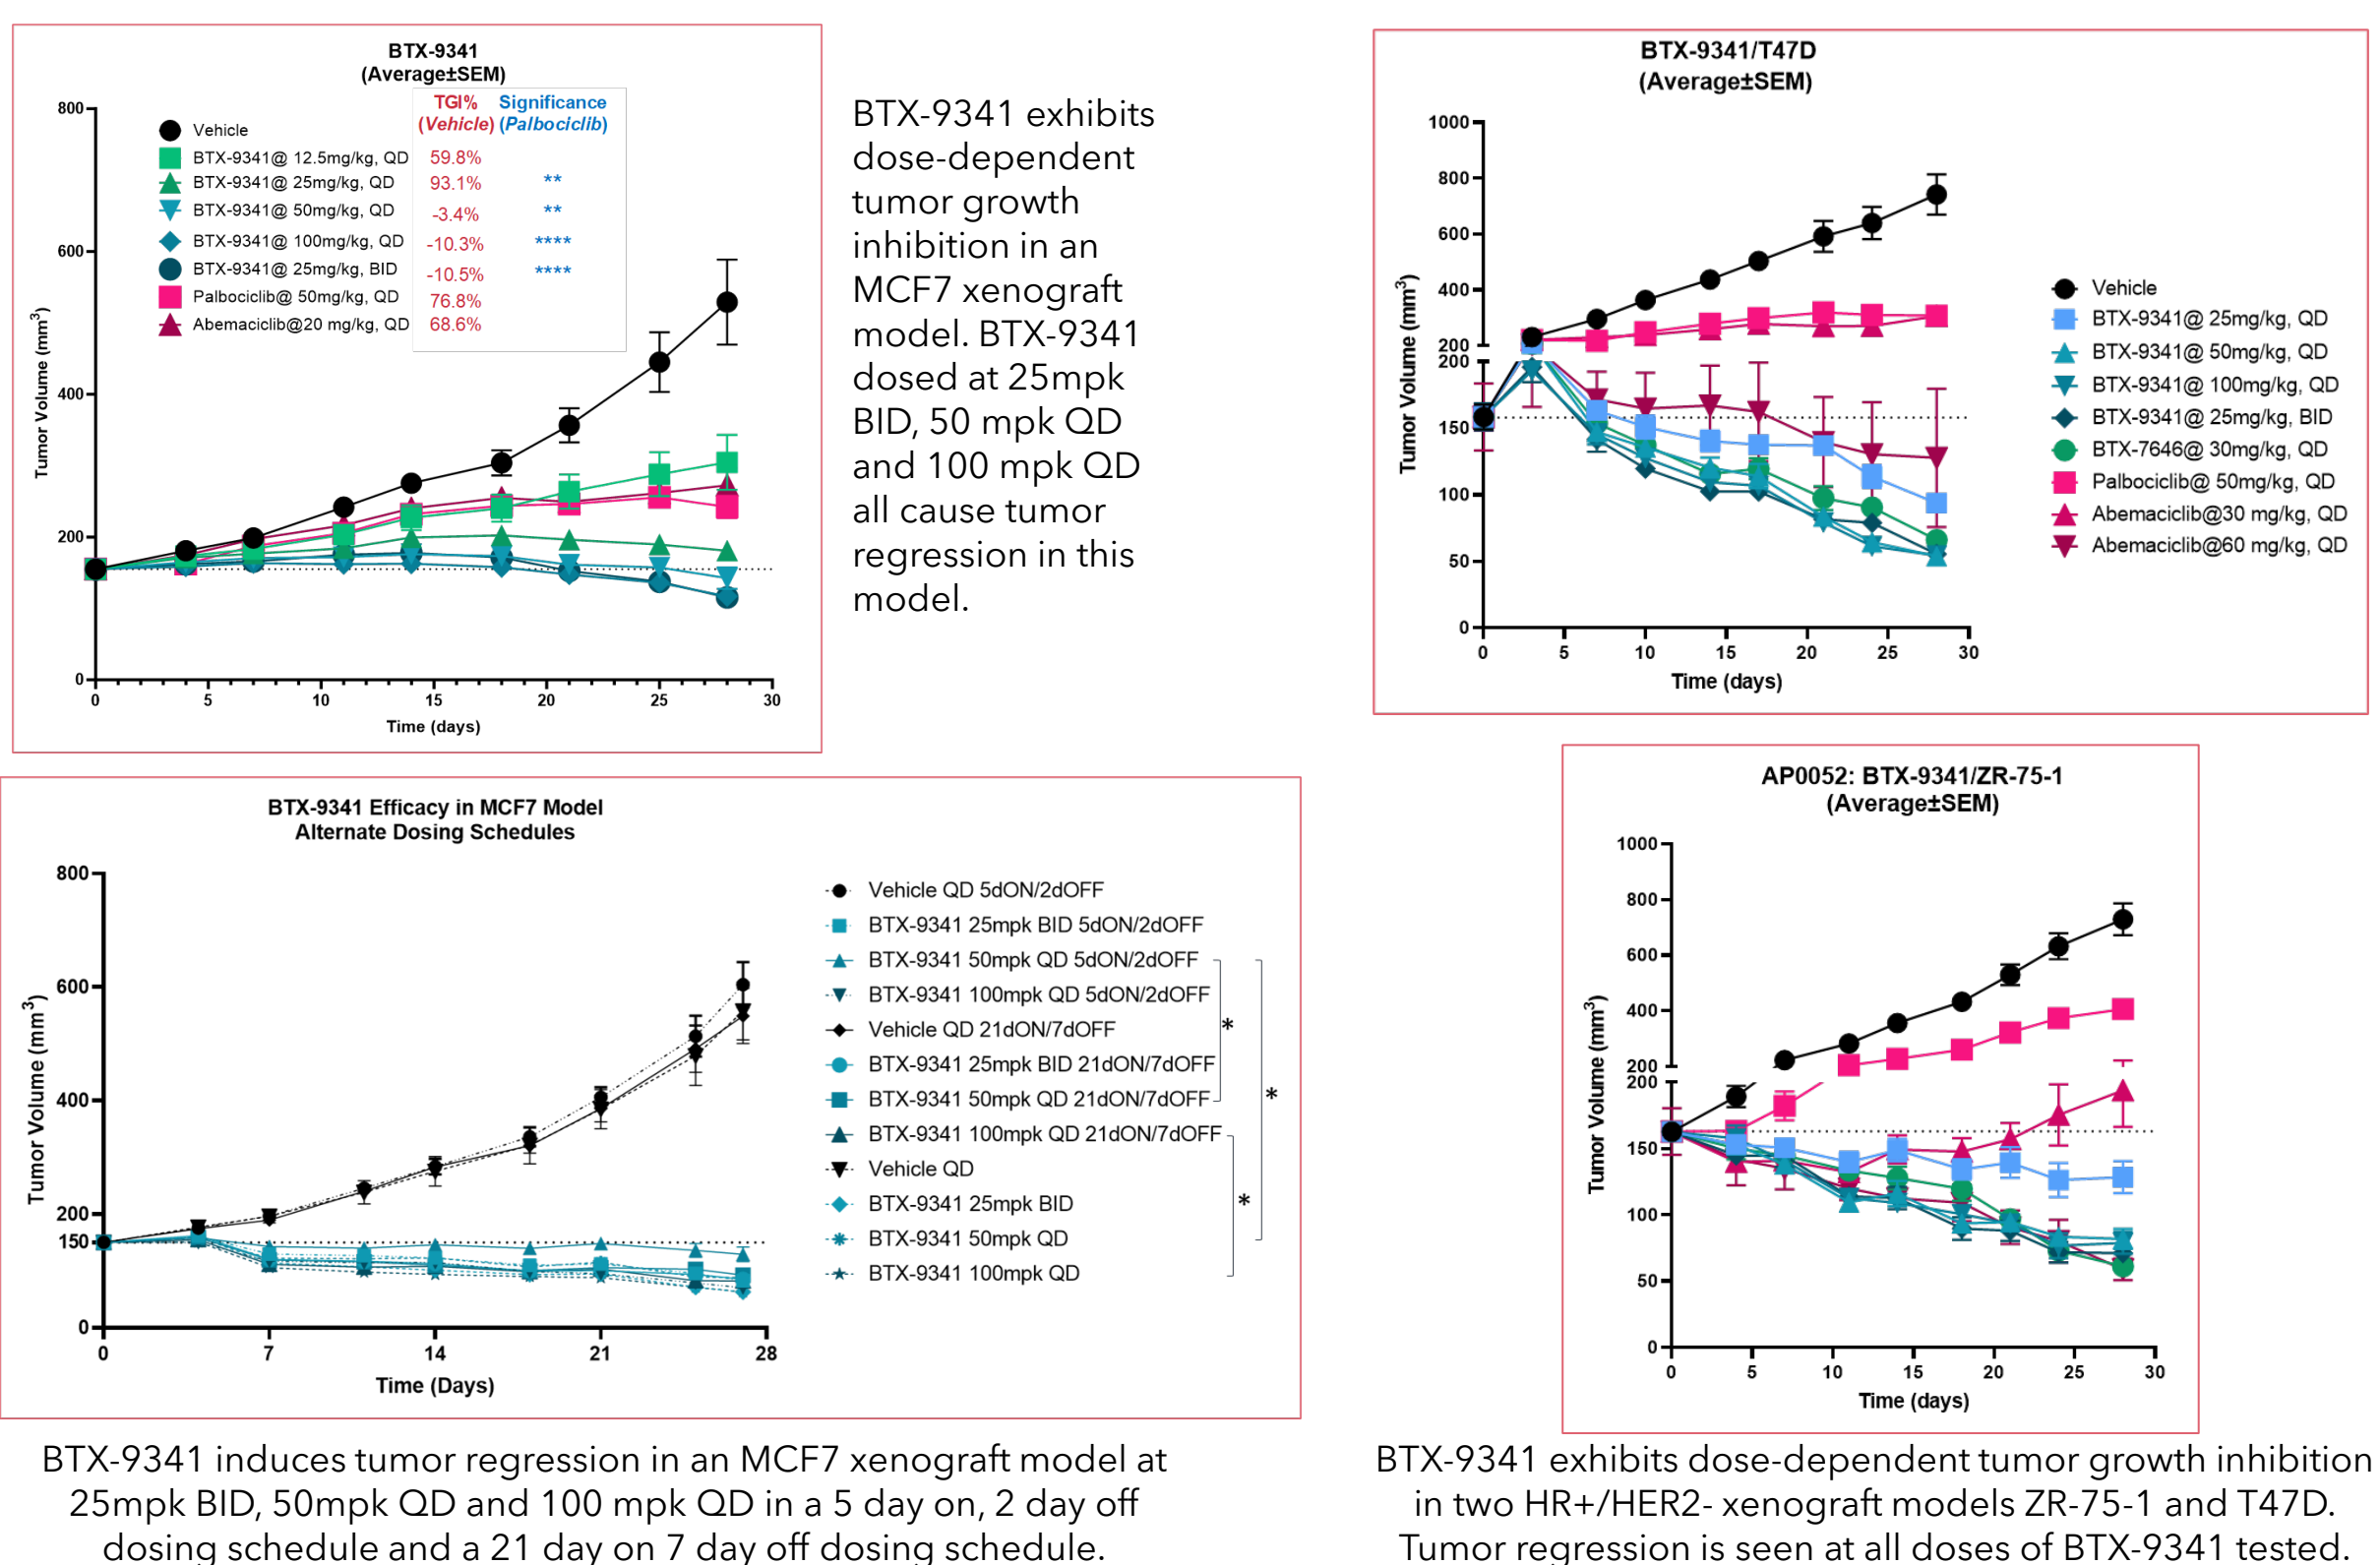 BTX-9341
(Average±SEM)
TGI% Significance
(Vehicle) (Palbociclib)
Vehicle
BTX-9341@ 12.5mg/kg, QD 59.8%
BTX-9341@ 25mg/kg, QD 93.1% **
BTX-9341@ 50mg/kg, QD -3.4% **
BTX-9341@ 100mg/kg, QD -10.3% ****
BTX-9341@ 25mg/kg, BID -10.5% ****
Palbociclib@ 50mg/kg, QD 76.8%
Abemaciclib@20 mg/kg, QD 68.6%
Tumor Volume (mm³)
800
600
400
200
0
0 5 10 15 20 25 30
Time (days)
BTX-9341 exhibits
dose-dependent
tumor growth
inhibition in an
MCF7 xenograft
model. BTX-9341
dosed at 25mpk
BID, 50 mpk QD
and 100 mpk QD
all cause tumor
regression in this
model.
BTX-9341/T47D
(Average±SEM)
Tumor Volume (mm³)
Tumor Volume (mm³)
1000
800
600
400
200
200
150
100
50
0
0 5 10 15 20 25 30
Time (days)
Vehicle
BTX-9341@ 25mg/kg, QD
BTX-9341@ 50mg/kg, QD
BTX-9341@ 100mg/kg, QD
BTX-9341@ 25mg/kg, BID
BTX-7646@ 30mg/kg, QD
Palbociclib@ 50mg/kg, QD
Abemaciclib@30 mg/kg, QD
Abemaciclib@60 mg/kg, QD
BTX-9341 Efficacy in MCF7 Model
Alternate Dosing Schedules
Tumor Volume (mm³)
800
600
400
200
150
0
0 7 14 21 28
Time (Days)
Vehicle QD 5dON/2dOFF
BTX-9341 25mpk BID 5dON/2dOFF
BTX-9341 50mpk QD 5dON/2dOFF
BTX-9341 100mpk QD 5dON/2dOFF
Vehicle QD 21dON/7dOFF
BTX-9341 25mpk BID 21dON/7dOFF
BTX-9341 50mpk QD 21dON/7dOFF
BTX-9341 100mpk QD 21dON/7dOFF
Vehicle QD
BTX-9341 25mpk BID
BTX-9341 50mpk QD
BTX-9341 100mpk QD
*
*
*
BTX-9341 induces tumor regression in an MCF7 xenograft model at
25mpk BID, 50mpk QD and 100 mpk QD in a 5 day on, 2 day off
dosing schedule and a 21 day on 7 day off dosing schedule.
AP0052: BTX-9341/ZR-75-1
(Average±SEM)
Tumor Volume (mm³)
Tumor Volume (mm³)
1000
800
600
400
200
200
150
100
50
0
0 5 10 15 20 25 30
Time (days)
BTX-9341 exhibits dose-dependent tumor growth inhibition
in two HR+/HER2- xenograft models ZR-75-1 and T47D.
Tumor regression is seen at all doses of BTX-9341 tested.